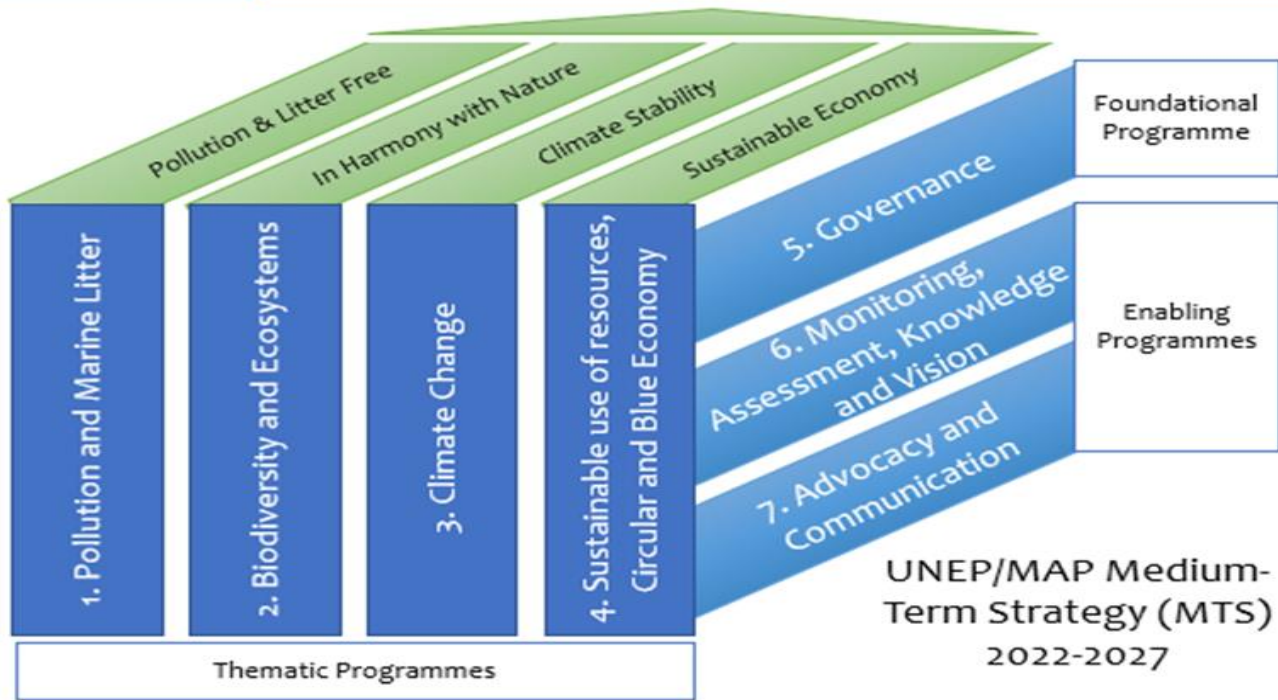 Pollution & Litter Free
In Harmony with Nature
Climate Stability
Sustainable Economy
1. Pollution and Marine Litter
2. Biodiversity and Ecosystems
3. Climate Change
4. Sustainable use of resources,
Circular and Blue Economy
5. Governance
6. Monitoring,
Assessment, Knowledge
and Vision
7. Advocacy and
Communication
Foundational
Programme
Enabling
Programmes
Thematic Programmes
UNEP/MAP Medium-
Term Strategy (MTS)
2022-2027